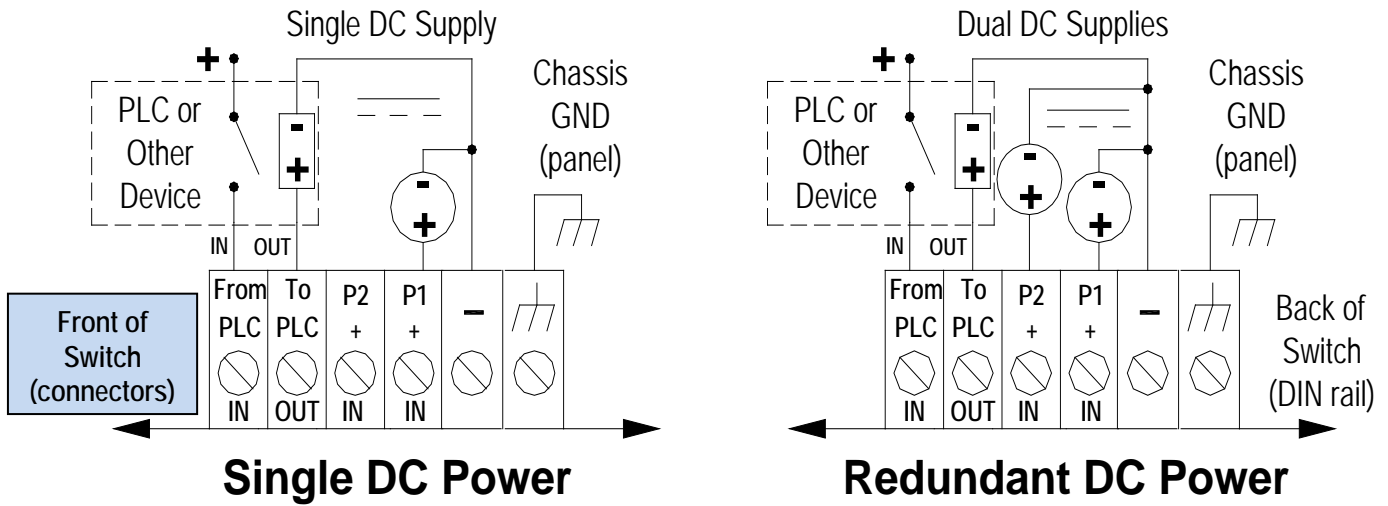 Single DC Supply
+
PLC or
Other
Device
-
+
-
+
Chassis
GND
(panel)
IN OUT
From To P2 P1
PLC PLC + + −
IN OUT IN IN
Front of
Switch
(connectors)
Single DC Power
Dual DC Supplies
+
PLC or
Other
Device
-
+
-
+
-
+
Chassis
GND
(panel)
IN OUT
From To P2 P1
PLC PLC + + −
IN OUT IN IN
Back of
Switch
(DIN rail)
Redundant DC Power